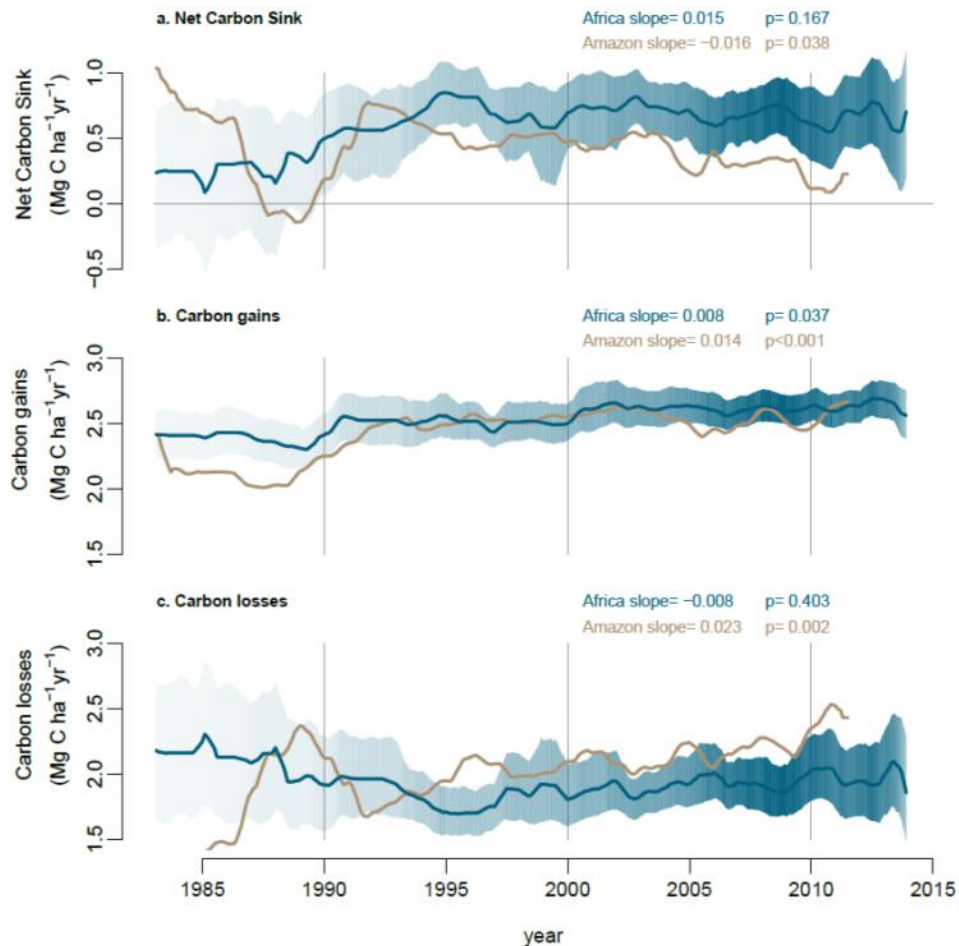 a. Net Carbon Sink
Africa slope= 0.015 p= 0.167
Amazon slope= −0.016 p= 0.038
Net Carbon Sink
(Mg C ha⁻¹yr⁻¹)
1.0
0.5
0.0
−0.5
b. Carbon gains
Africa slope= 0.008 p= 0.037
Amazon slope= 0.014 p<0.001
Carbon gains
(Mg C ha⁻¹yr⁻¹)
3.0
2.5
2.0
1.5
c. Carbon losses
Africa slope= −0.008 p= 0.403
Amazon slope= 0.023 p= 0.002
Carbon losses
(Mg C ha⁻¹yr⁻¹)
3.0
2.5
2.0
1.5
1985 1990 1995 2000 2005 2010 2015
year